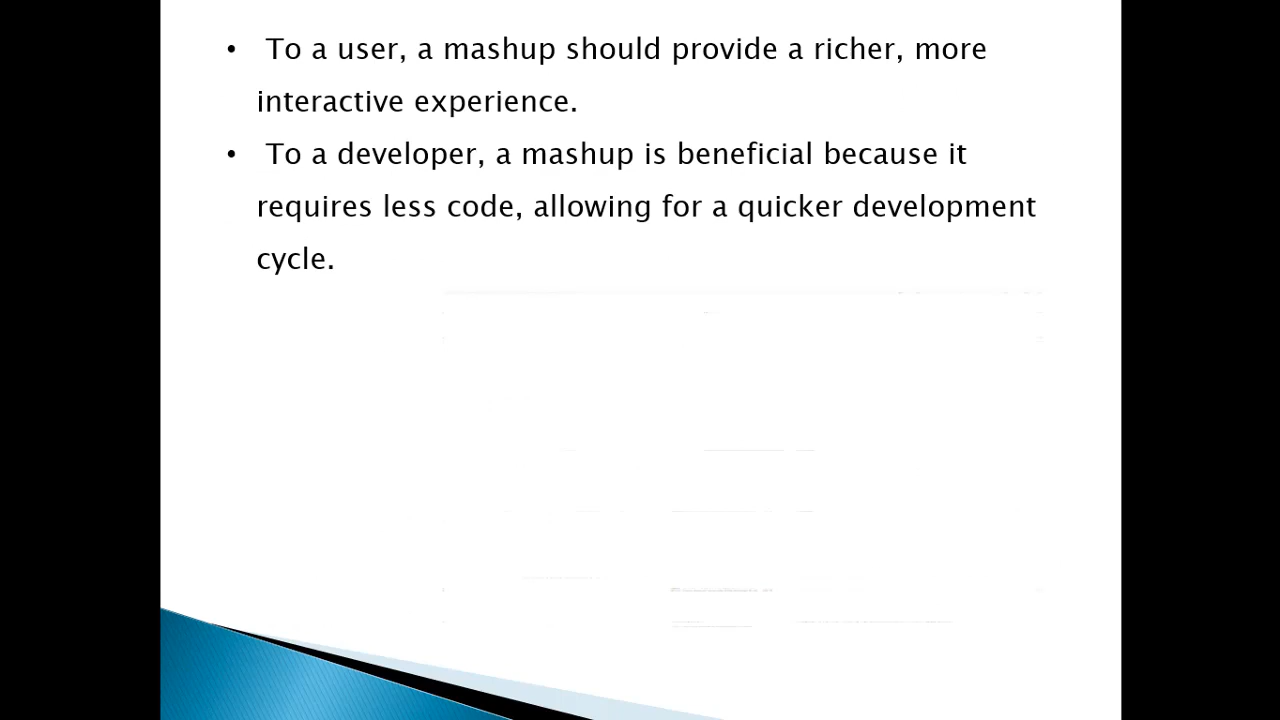 • To a user, a mashup should provide a richer, more
interactive experience.
• To a developer, a mashup is beneficial because it
requires less code, allowing for a quicker development
cycle.